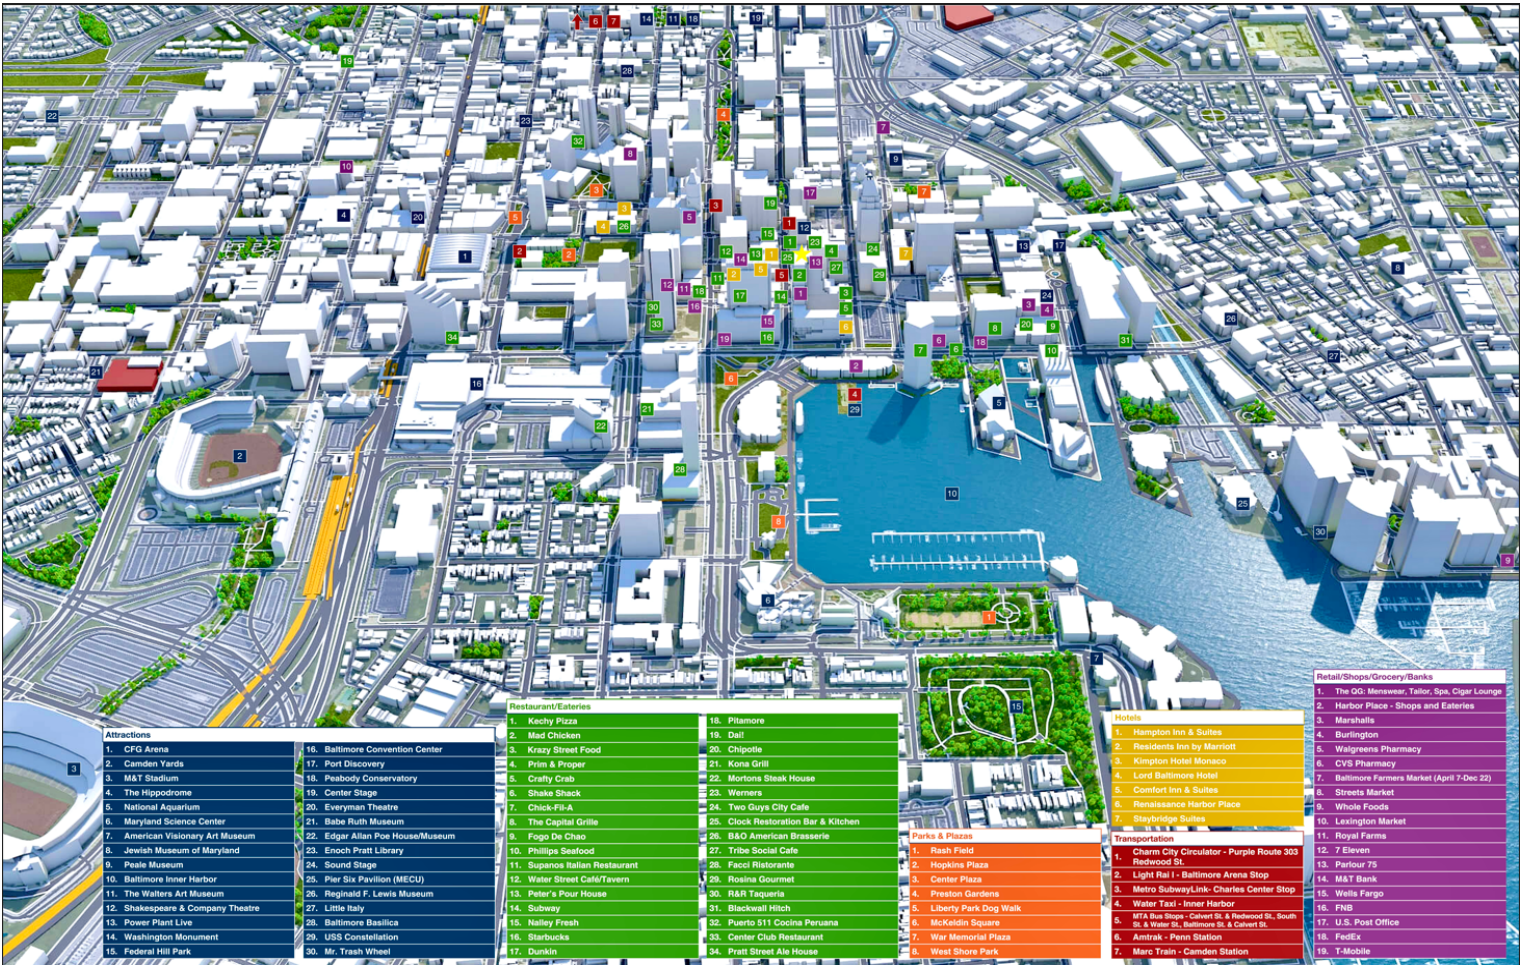 Attractions
1. CFG Arena
2. Camden Yards
3. M&T Stadium
4. The Hippodrome
5. National Aquarium
6. Maryland Science Center
7. American Visionary Art Museum
8. Jewish Museum of Maryland
9. Peale Museum
10. Baltimore Inner Harbor
11. The Walters Art Museum
12. Shakespeare & Company Theatre
13. Power Plant Live
14. Washington Monument
15. Federal Hill Park
16. Baltimore Convention Center
17. Port Discovery
18. Peabody Conservatory
19. Center Stage
20. Everyman Theatre
21. Babe Ruth Museum
22. Edgar Allan Poe House/Museum
23. Enoch Pratt Library
24. Sound Stage
25. Pier Six Pavilion (MECU)
26. Reginald F. Lewis Museum
27. Little Italy
28. Baltimore Basilica
29. USS Constellation
30. Mr. Trash Wheel
Restaurant/Eateries
1. Kechy Pizza
2. Mad Chicken
3. Krazy Street Food
4. Prim & Proper
5. Crafty Crab
6. Shake Shack
7. Chick-Fil-A
8. The Capital Grille
9. Fogo De Chao
10. Phillips Seafood
11. Supanos Italian Restaurant
12. Water Street Café/Tavern
13. Peter's Pour House
14. Subway
15. Nalley Fresh
16. Starbucks
17. Dunkin
18. Pitamore
19. Dai!
20. Chipotle
21. Kona Grill
22. Mortons Steak House
23. Werners
24. Two Guys City Cafe
25. Clock Restoration Bar & Kitchen
26. B&O American Brasserie
27. Tribe Social Cafe
28. Facci Ristorante
29. Rosina Gourmet
30. R&R Taqueria
31. Blackwall Hitch
32. Puerto 511 Cocina Peruana
33. Center Club Restaurant
34. Pratt Street Ale House
Parks & Plazas
1. Rash Field
2. Hopkins Plaza
3. Center Plaza
4. Preston Gardens
5. Liberty Park Dog Walk
6. McKeldin Square
7. War Memorial Plaza
8. West Shore Park
Hotels
1. Hampton Inn & Suites
2. Residents Inn by Marriott
3. Kimpton Hotel Monaco
4. Lord Baltimore Hotel
5. Comfort Inn & Suites
6. Renaissance Harbor Place
7. Staybridge Suites
Transportation
1. Charm City Circulator - Purple Route 303
Redwood St.
2. Light Rai l - Baltimore Arena Stop
3. Metro SubwayLink- Charles Center Stop
4. Water Taxi - Inner Harbor
5. MTA Bus Stops - Calvert St. & Redwood St., South
St. & Water St., Baltimore St. & Calvert St.
6. Amtrak - Penn Station
7. Marc Train - Camden Station
Retail/Shops/Grocery/Banks
1. The QG: Menswear, Tailor, Spa, Cigar Lounge
2. Harbor Place - Shops and Eateries
3. Marshalls
4. Burlington
5. Walgreens Pharmacy
6. CVS Pharmacy
7. Baltimore Farmers Market (April 7-Dec 22)
8. Streets Market
9. Whole Foods
10. Lexington Market
11. Royal Farms
12. 7 Eleven
13. Parlour 75
14. M&T Bank
15. Wells Fargo
16. FNB
17. U.S. Post Office
18. FedEx
19. T-Mobile